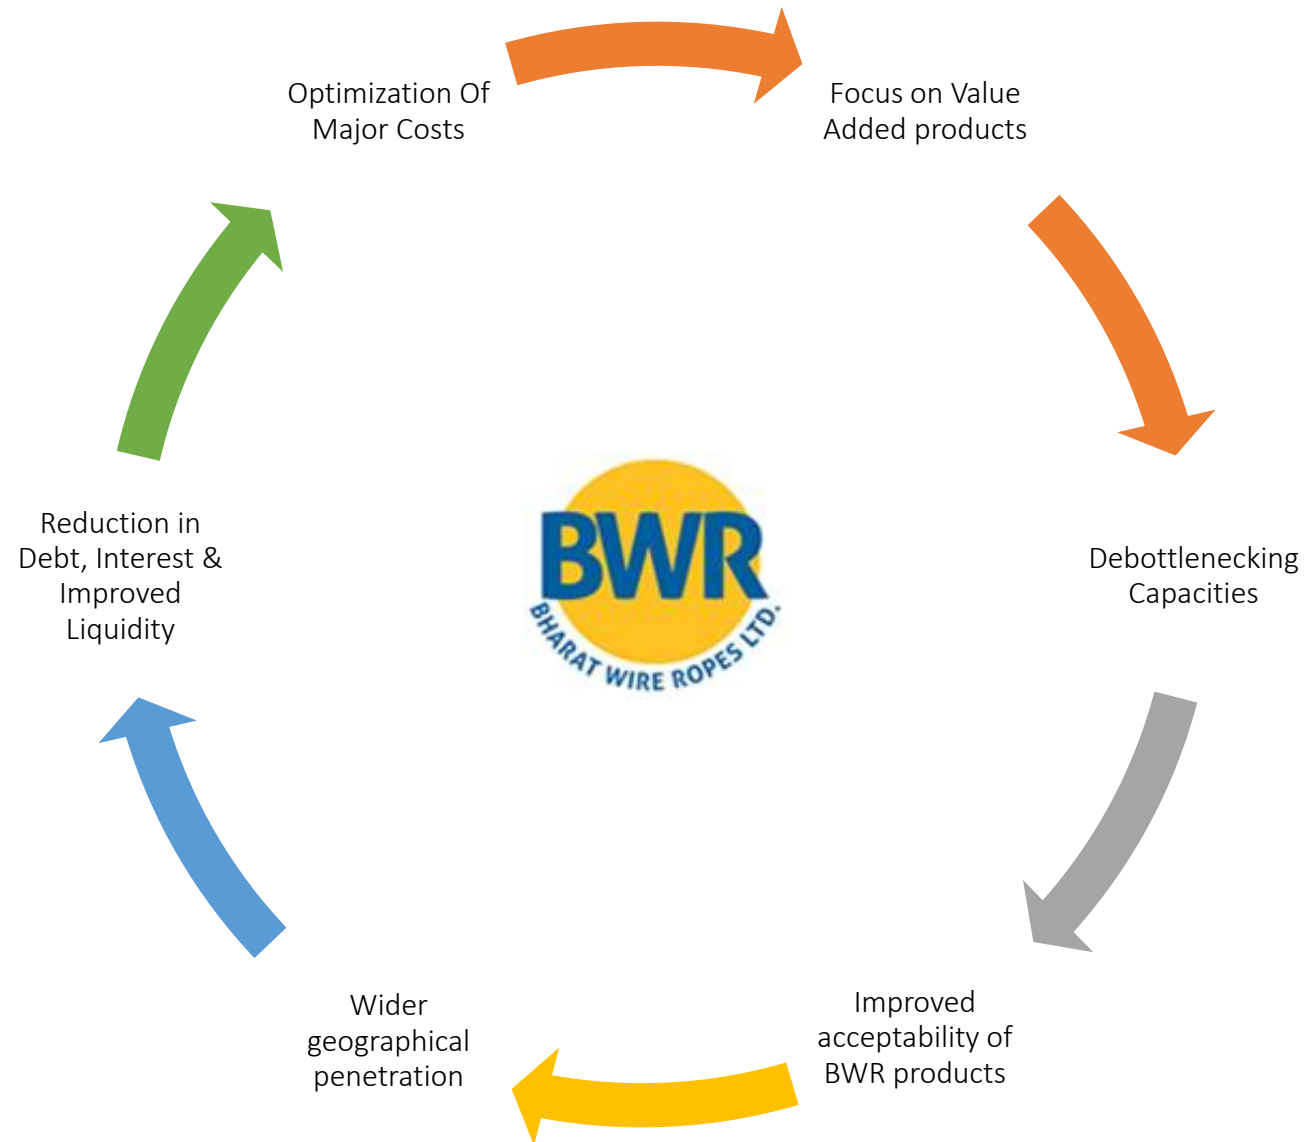 Optimization Of
Major Costs
Focus on Value
Added products
Debottlenecking
Capacities
Improved
acceptability of
BWR products
Wider
geographical
penetration
Reduction in
Debt, Interest &
Improved
Liquidity
BWR
BHARAT WIRE ROPES LTD.